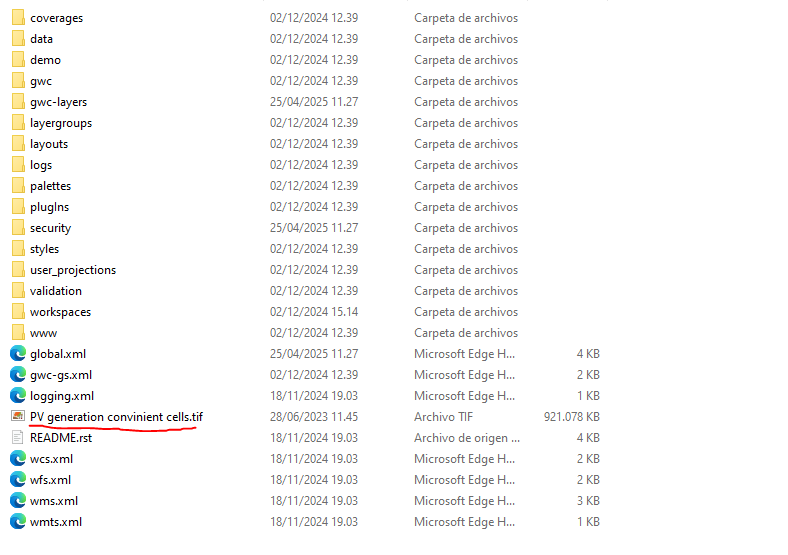 coverages 02/12/2024 12.39 Carpeta de archivos
data 02/12/2024 12.39 Carpeta de archivos
demo 02/12/2024 12.39 Carpeta de archivos
gwc 02/12/2024 12.39 Carpeta de archivos
gwc-layers 25/04/2025 11.27 Carpeta de archivos
layergroups 02/12/2024 12.39 Carpeta de archivos
layouts 02/12/2024 12.39 Carpeta de archivos
logs 02/12/2024 12.39 Carpeta de archivos
palettes 02/12/2024 12.39 Carpeta de archivos
plugIns 02/12/2024 12.39 Carpeta de archivos
security 25/04/2025 11.27 Carpeta de archivos
styles 02/12/2024 12.39 Carpeta de archivos
user_projections 02/12/2024 12.39 Carpeta de archivos
validation 02/12/2024 12.39 Carpeta de archivos
workspaces 02/12/2024 15.14 Carpeta de archivos
www 02/12/2024 12.39 Carpeta de archivos
global.xml 25/04/2025 11.27 Microsoft Edge H... 4 KB
gwc-gs.xml 02/12/2024 12.39 Microsoft Edge H... 2 KB
logging.xml 18/11/2024 19.03 Microsoft Edge H... 1 KB
PV generation convinient cells.tif 28/06/2023 11.45 Archivo TIF 921.078 KB
README.rst 18/11/2024 19.03 Archivo de origen ... 4 KB
wcs.xml 18/11/2024 19.03 Microsoft Edge H... 2 KB
wfs.xml 18/11/2024 19.03 Microsoft Edge H... 2 KB
wms.xml 18/11/2024 19.03 Microsoft Edge H... 3 KB
wmts.xml 18/11/2024 19.03 Microsoft Edge H... 1 KB